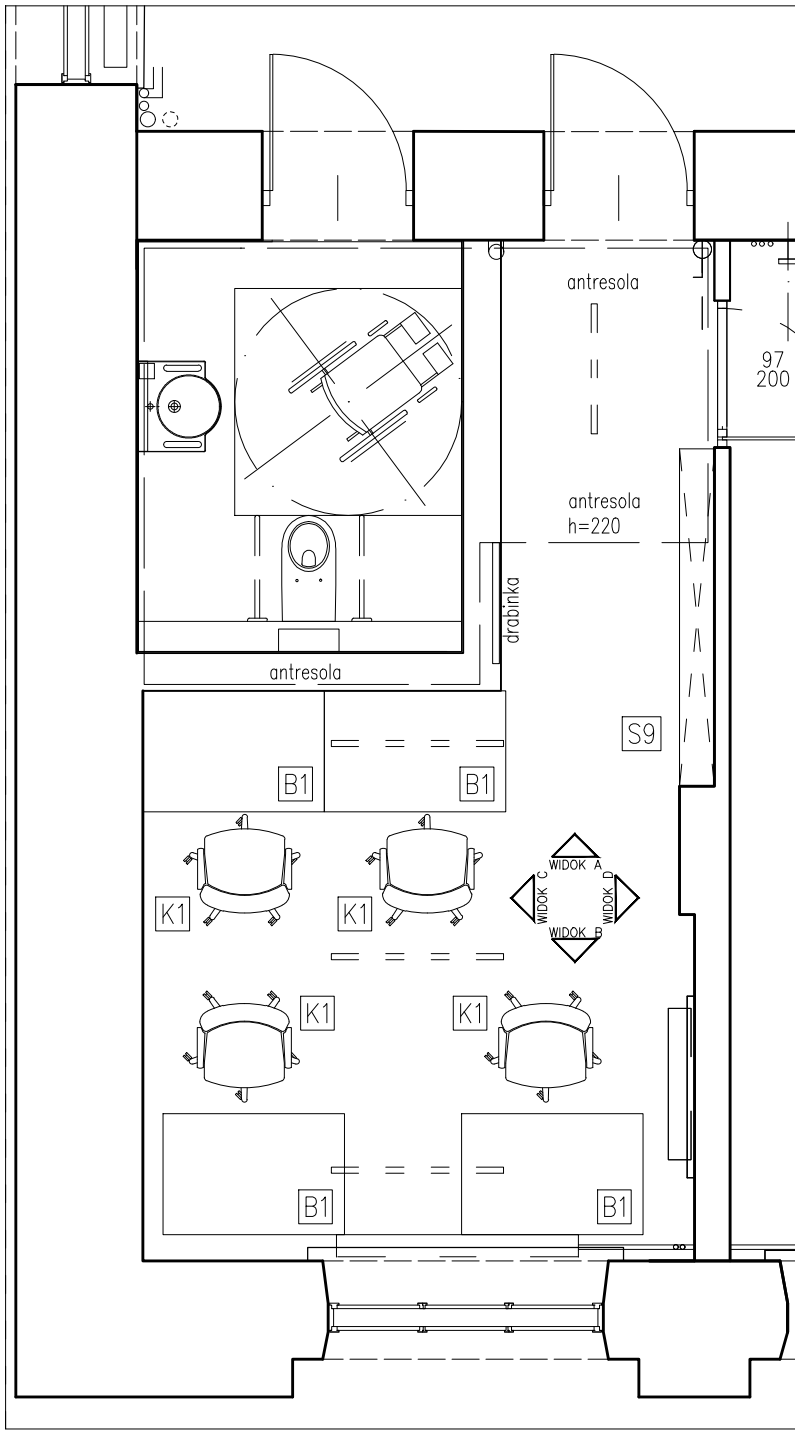 antresola
97
200
antresola
h=220
drabinka
antresola
S9
B1
B1
WIDOK A
WIDOK C
WIDOK D
WIDOK B
K1
K1
K1
K1
B1
B1